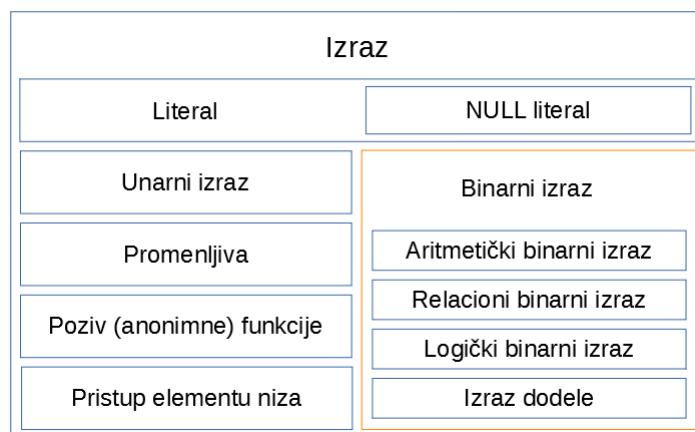 Izraz
Literal
NULL literal
Unarni izraz
Promenljiva
Poziv (anonimne) funkcije
Pristup elementu niza
Binarni izraz
Aritmetički binarni izraz
Relacioni binarni izraz
Logički binarni izraz
Izraz dodele